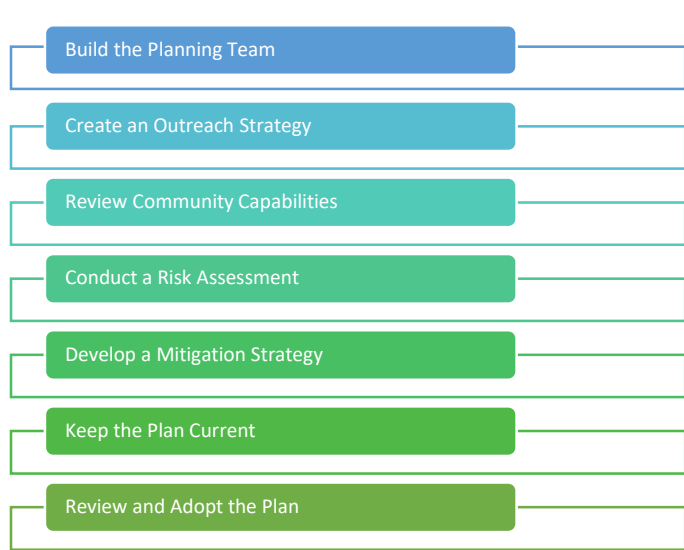 Build the Planning Team
Create an Outreach Strategy
Review Community Capabilities
Conduct a Risk Assessment
Develop a Mitigation Strategy
Keep the Plan Current
Review and Adopt the Plan